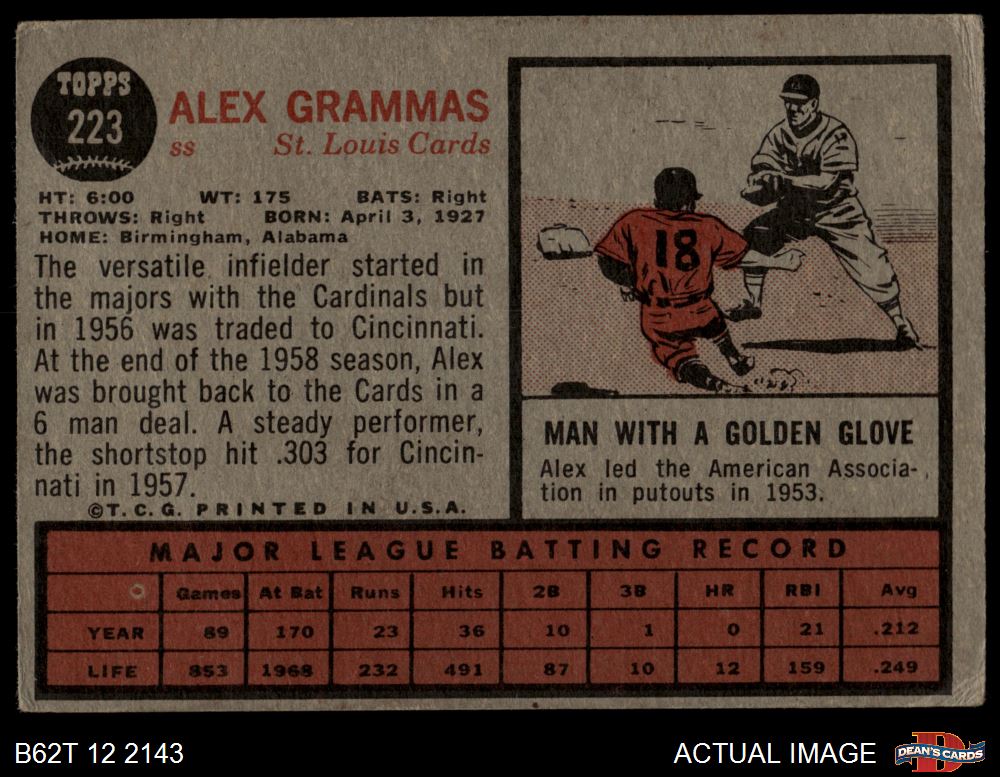 TOPPS
223
ALEX GRAMMAS
ss St. Louis Cards
HT: 6:00 WT: 175 BATS: Right
THROWS: Right BORN: April 3, 1927
HOME: Birmingham, Alabama
The versatile infielder started in
the majors with the Cardinals but
in 1956 was traded to Cincinnati.
At the end of the 1958 season, Alex
was brought back to the Cards in a
6 man deal. A steady performer,
the shortstop hit .303 for Cincin-
nati in 1957.
©T.C.G. PRINTED IN U.S.A.
18
MAN WITH A GOLDEN GLOVE
Alex led the American Associa-
tion in putouts in 1953.
MAJOR LEAGUE BATTING RECORD
Games At Bat Runs Hits 2B 3B HR RBI Avg
YEAR 89 170 23 36 10 1 0 21 .212
LIFE 853 1968 232 491 87 10 12 159 .249
B62T 12 2143
ACTUAL IMAGE
DEAN'S CARDS